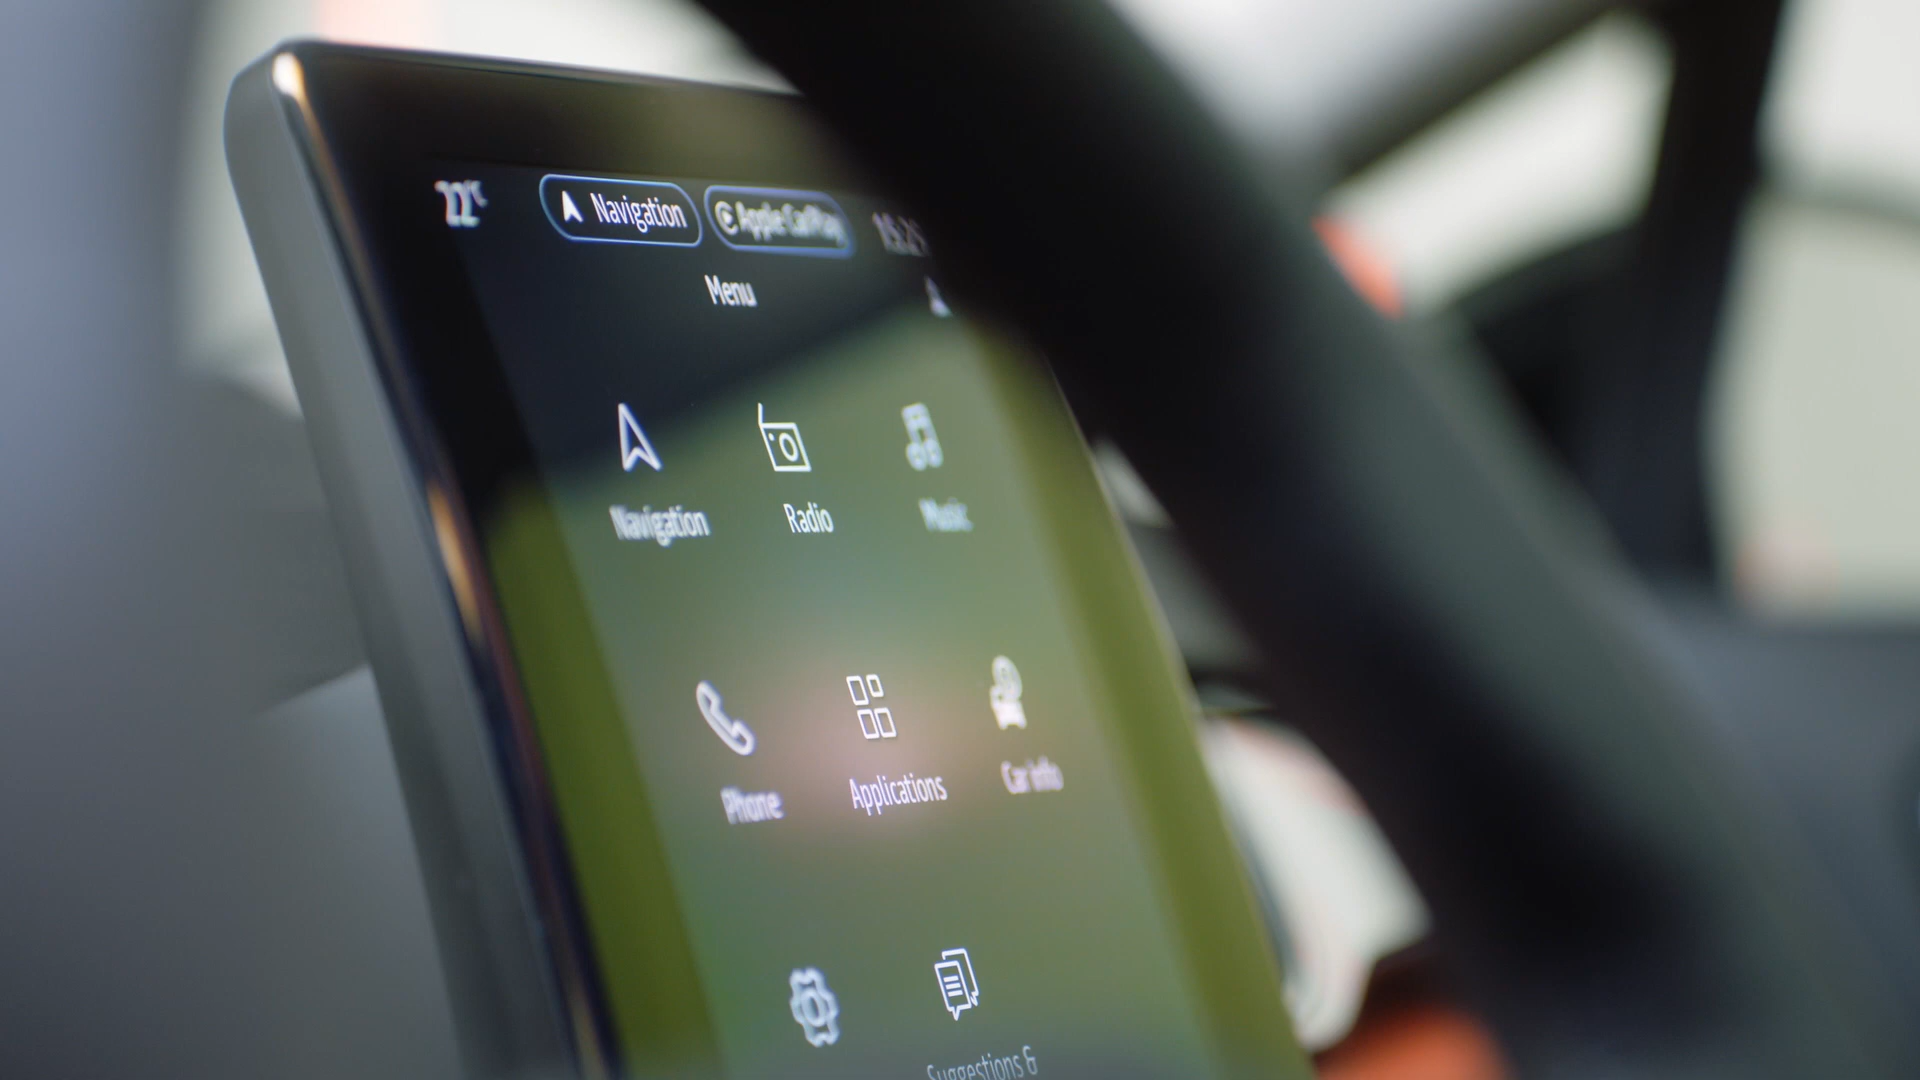 22°C
Navigation
Apple CarPlay
Menu
Navigation
Radio
Music
Phone
Applications
Car info
Suggestions &